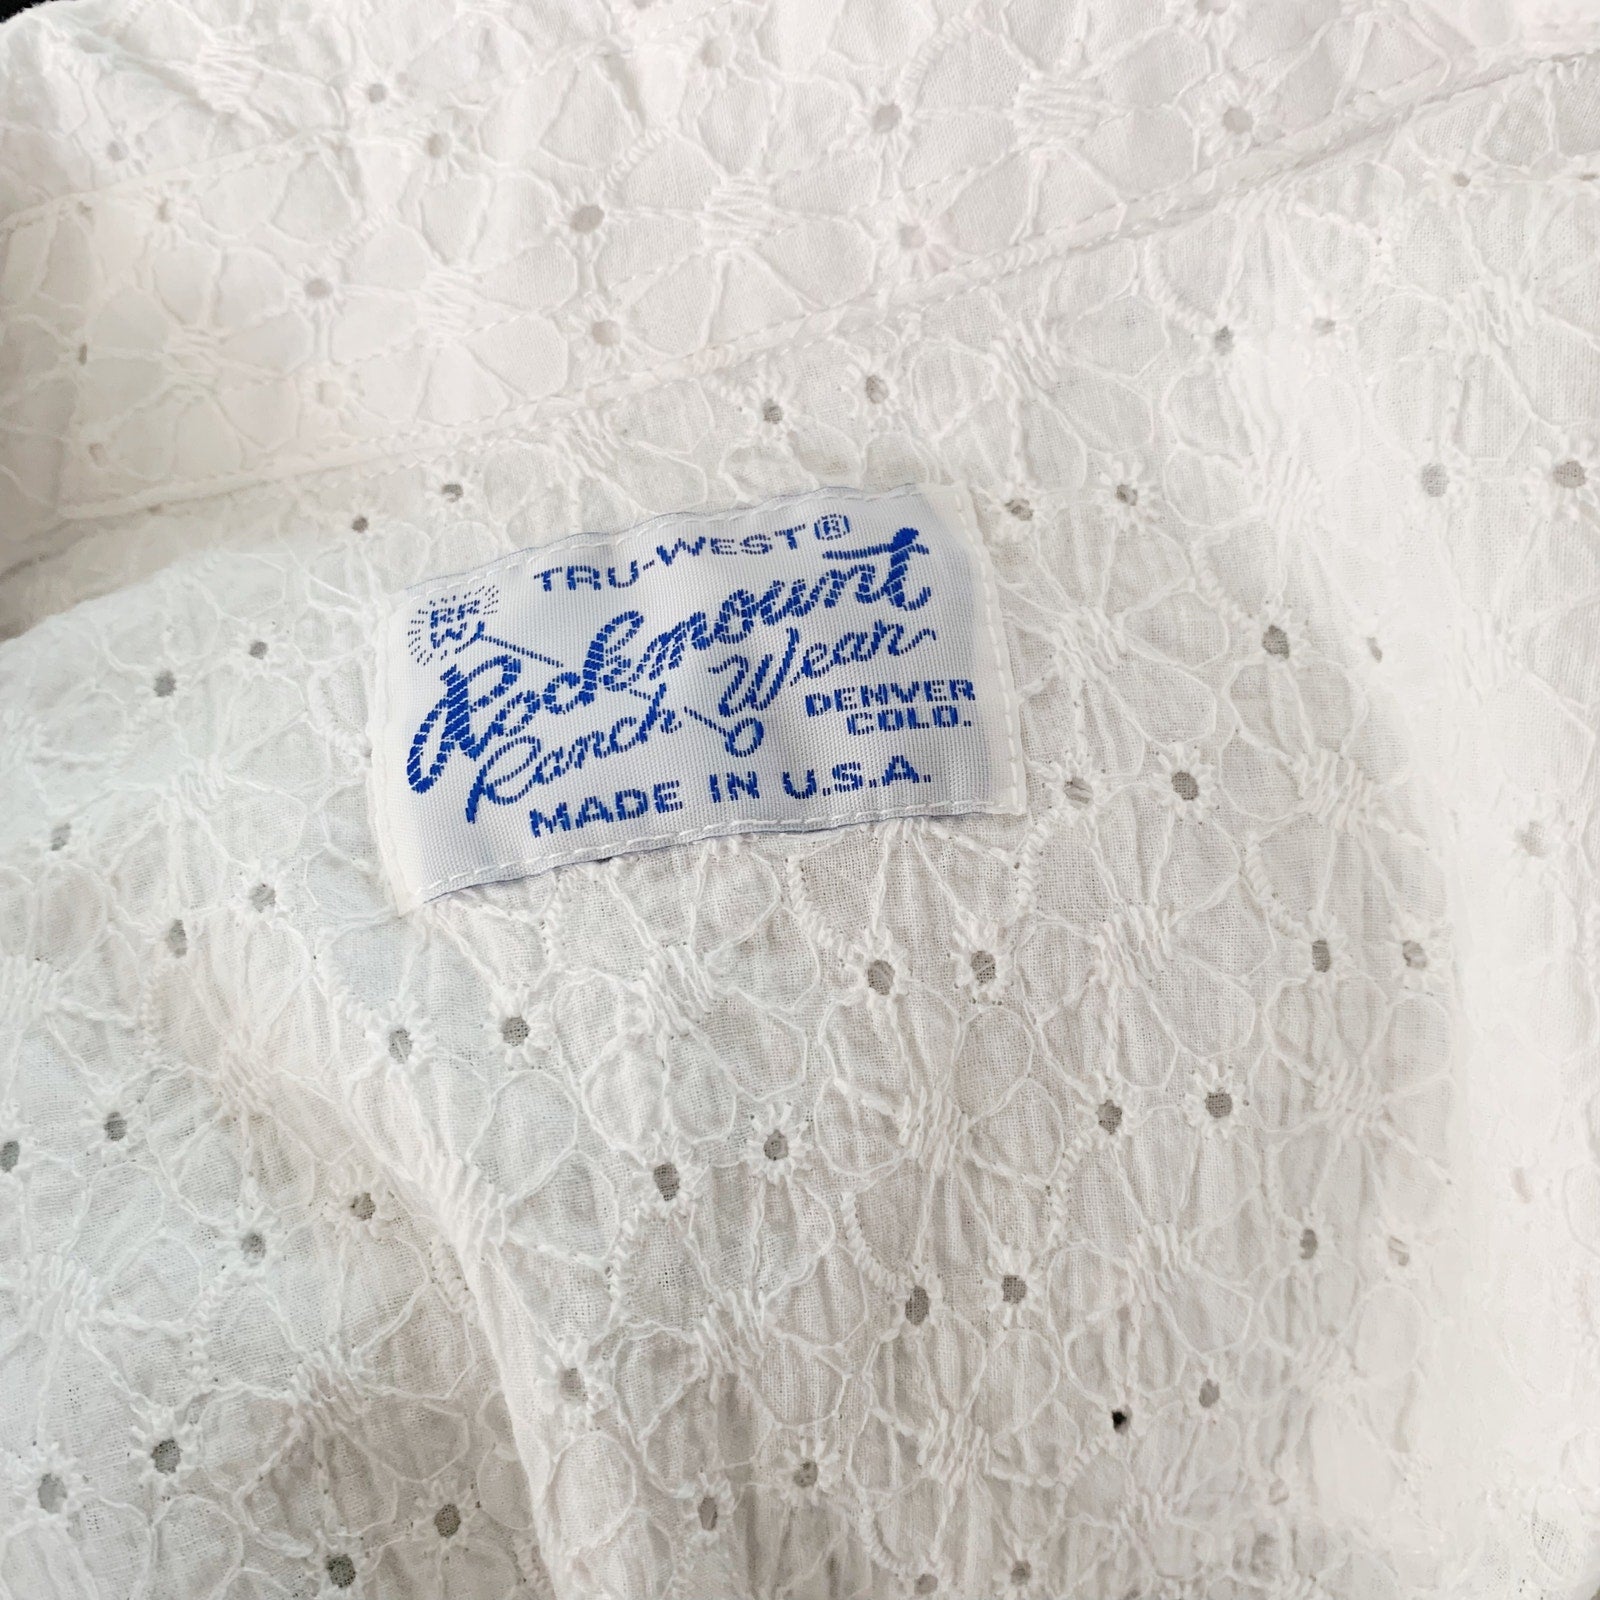 TRU-WEST®
RR
W
Rockmount
Ranch Wear
DENVER
COLO.
MADE IN U.S.A.